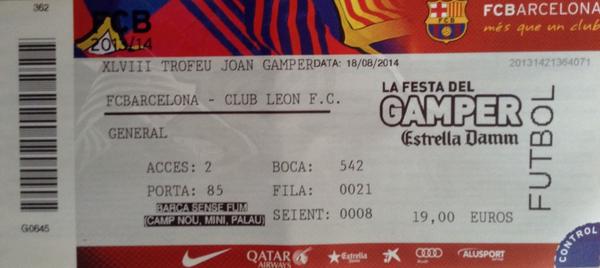 362
FCB
2013/14
FCBARCELONA
més que un club
XLVIII TROFEU JOAN GAMPER DATA: 18/08/2014
20131421364071
FCBARCELONA - CLUB LEON F.C.
LA FESTA DEL
GAMPER
Estrella Damm
FUTBOL
GENERAL
ACCES: 2 BOCA: 542
PORTA: 85 FILA: 0021
BARÇA SENSE FUM
(CAMP NOU, MINI, PALAU)
SEIENT: 0008 19,00 EUROS
G0645
CONTROL
QATAR
AIRWAYS
Estrella
Damm
Audi
ALUSPORT